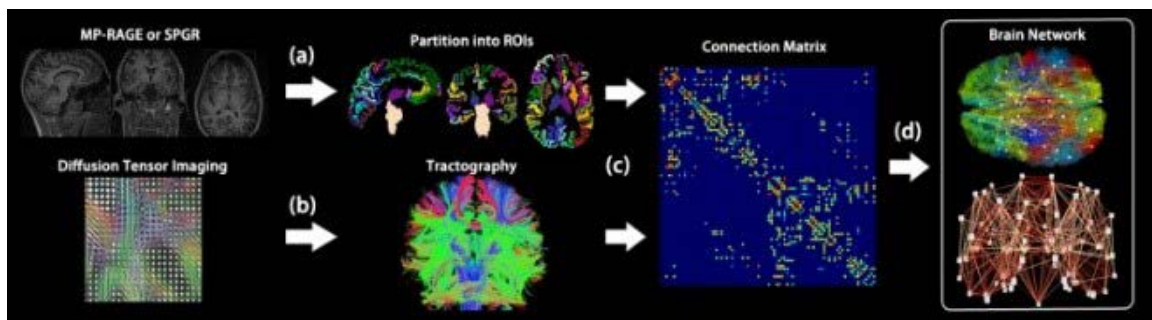 MP-RAGE or SPGR
(a)
Partition into ROIs
Connection Matrix
Brain Network
(d)
Diffusion Tensor Imaging
(b)
Tractography
(c)